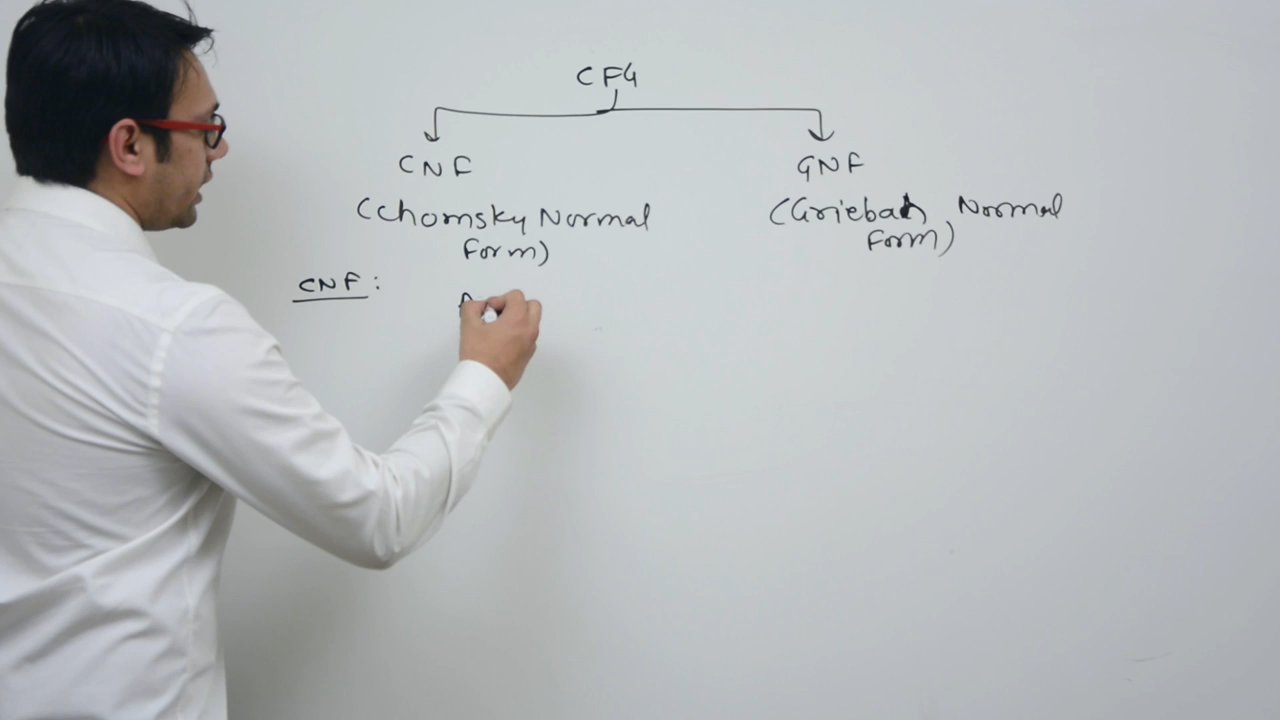 CFG
CNF
GNF
(Chomsky Normal
Form)
(Griebach Normal
Form)
CNF: